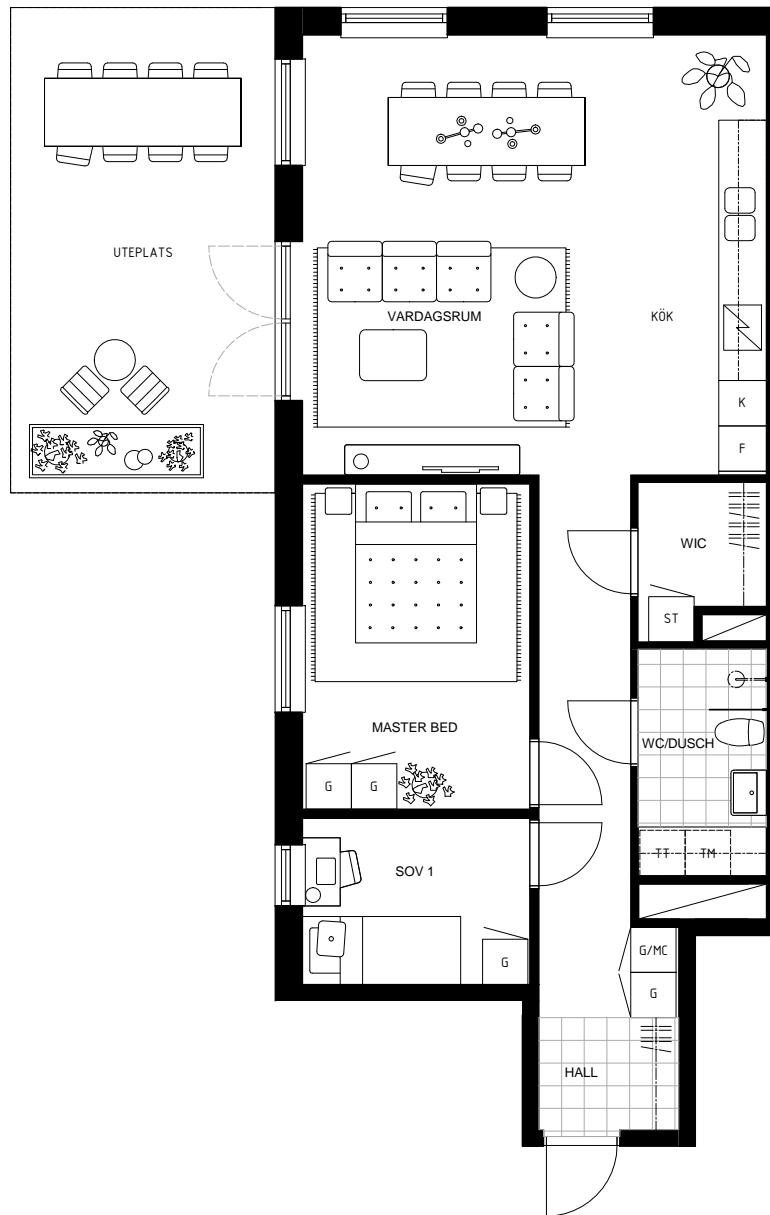 UTEPLATS
VARDAGSRUM
KÖK
K
F
WIC
ST
MASTER BED
WC/DUSCH
G
G
TT
TM
SOV 1
G
G/MC
G
HALL